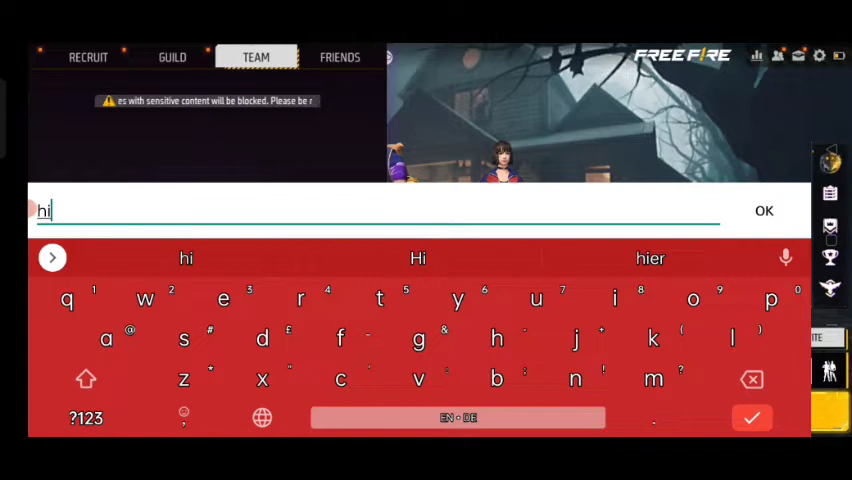 RECRUIT GUILD TEAM FRIENDS
FREE FIRE
es with sensitive content will be blocked. Please be r
hi
OK
hi Hi hier
q 1 w 2 e 3 r 4 t 5 y 6 u 7 i 8 o 9 p 0
a @ s # d £ f - g & h - j + k ( l )
z * x " c ' v : b ; n ! m ?
?123 , EN • DE .
ITE